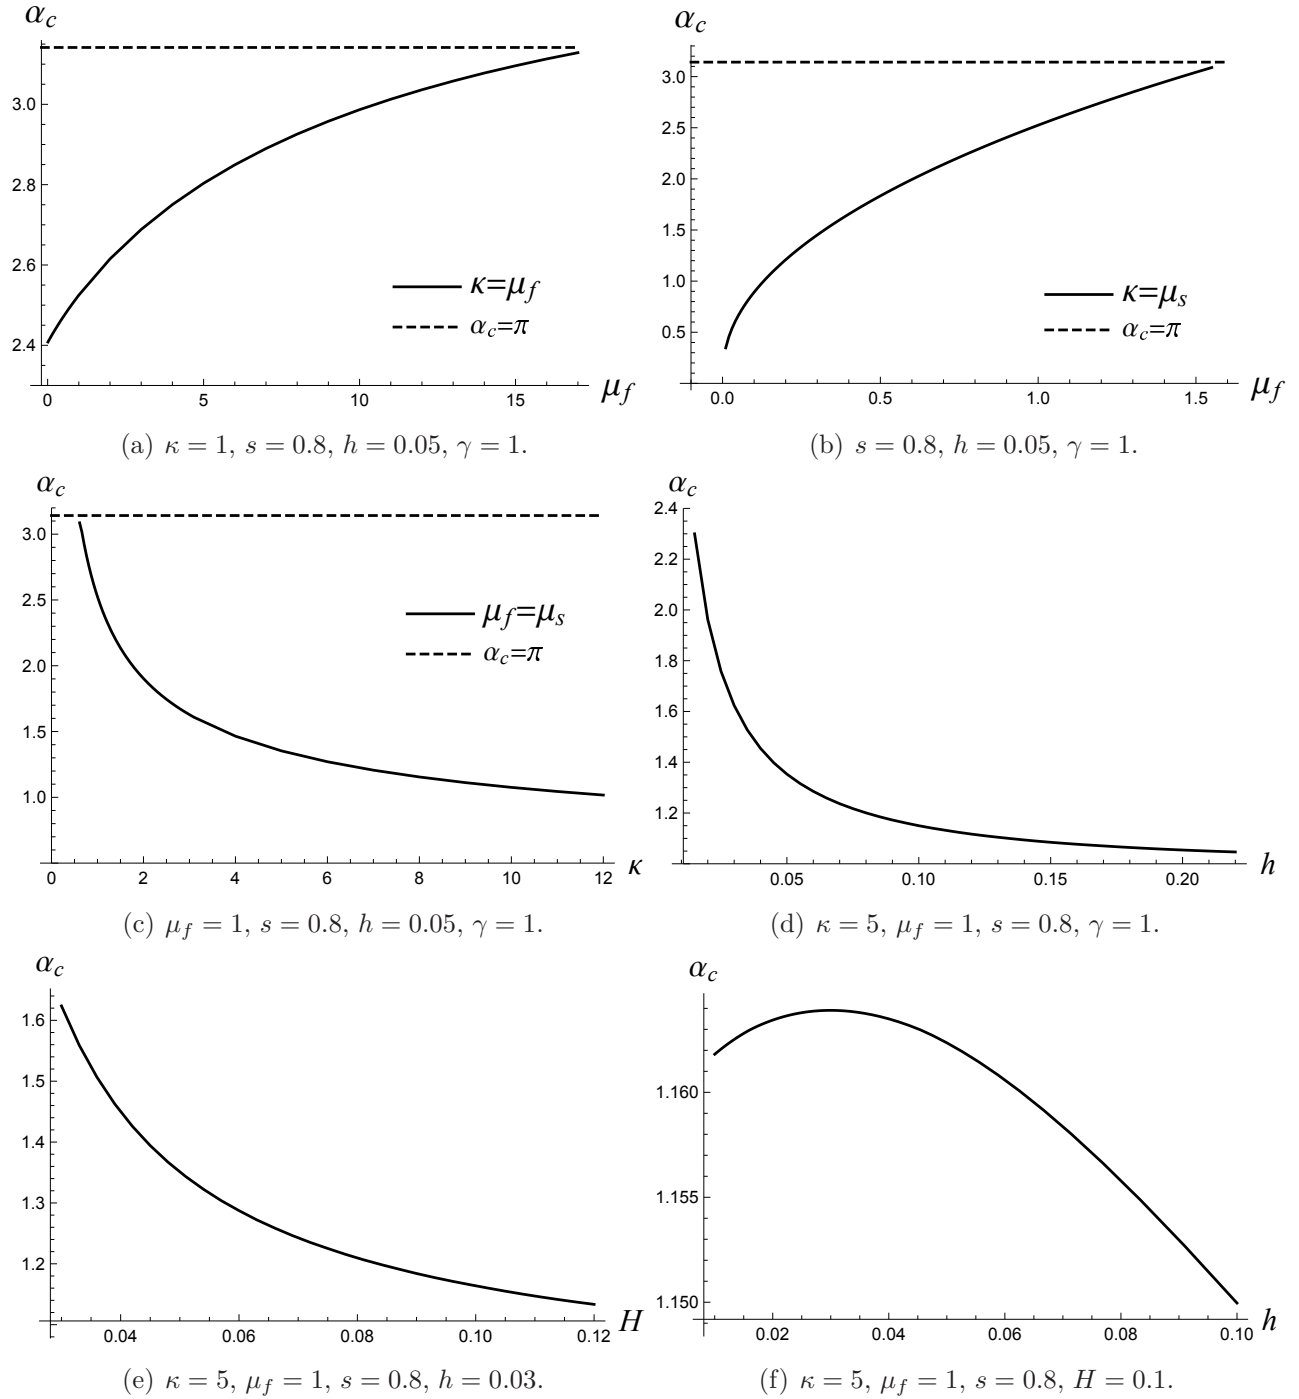 α_c
3.0
2.8
2.6
2.4
0 5 10 15 μ_f
κ=μ_f
α_c=π
(a) κ = 1, s = 0.8, h = 0.05, γ = 1.
α_c
3.0
2.5
2.0
1.5
1.0
0.5
0.0 0.5 1.0 1.5 μ_f
κ=μ_s
α_c=π
(b) s = 0.8, h = 0.05, γ = 1.
α_c
3.0
2.5
2.0
1.5
1.0
0 2 4 6 8 10 12 κ
μ_f=μ_s
α_c=π
(c) μ_f = 1, s = 0.8, h = 0.05, γ = 1.
α_c
2.4
2.2
2.0
1.8
1.6
1.4
1.2
0.05 0.10 0.15 0.20 h
(d) κ = 5, μ_f = 1, s = 0.8, γ = 1.
α_c
1.6
1.5
1.4
1.3
1.2
0.04 0.06 0.08 0.10 0.12 H
(e) κ = 5, μ_f = 1, s = 0.8, h = 0.03.
α_c
1.160
1.155
1.150
0.02 0.04 0.06 0.08 0.10 h
(f) κ = 5, μ_f = 1, s = 0.8, H = 0.1.